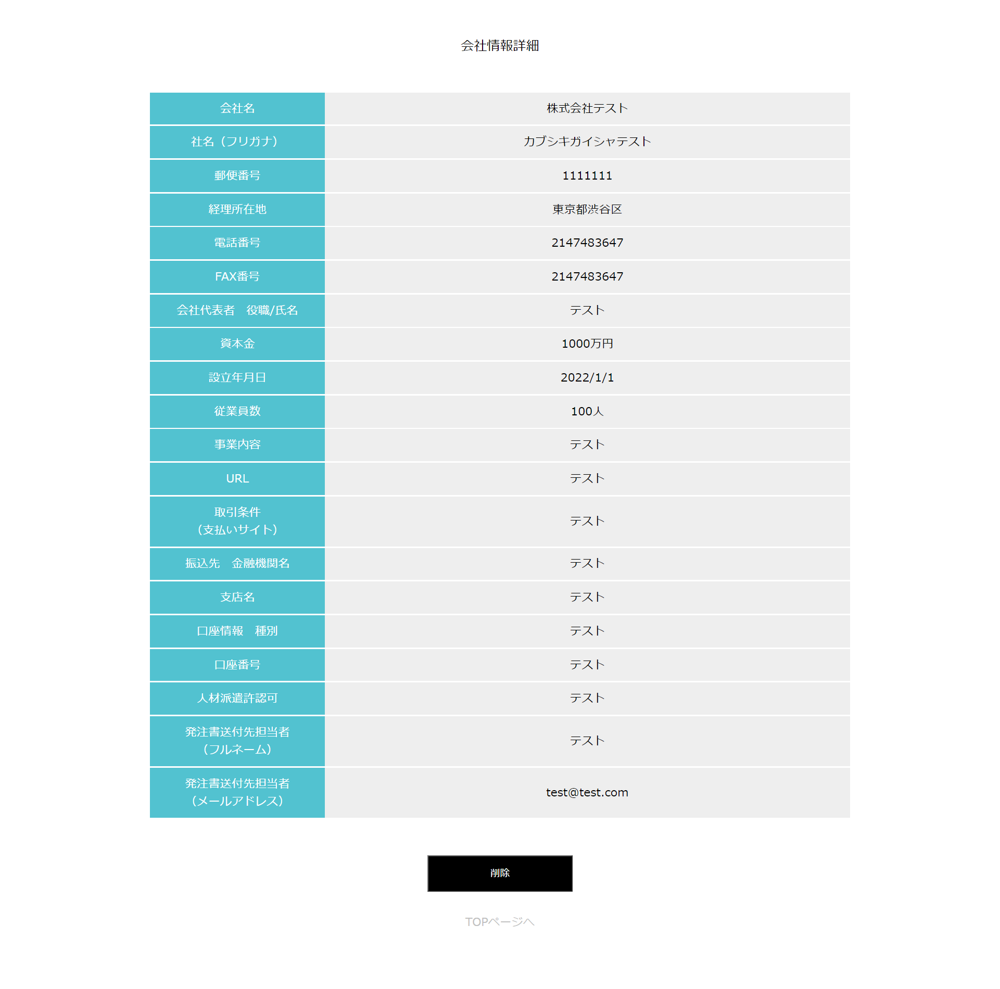 会社情報詳細
会社名 株式会社テスト
社名（フリガナ） カブシキガイシャテスト
郵便番号 1111111
経理所在地 東京都渋谷区
電話番号 2147483647
FAX番号 2147483647
会社代表者　役職/氏名 テスト
資本金 1000万円
設立年月日 2022/1/1
従業員数 100人
事業内容 テスト
URL テスト
取引条件
（支払いサイト） テスト
振込先　金融機関名 テスト
支店名 テスト
口座情報　種別 テスト
口座番号 テスト
人材派遣許認可 テスト
発注書送付先担当者
（フルネーム） テスト
発注書送付先担当者
（メールアドレス） test@test.com
削除
TOPページへ